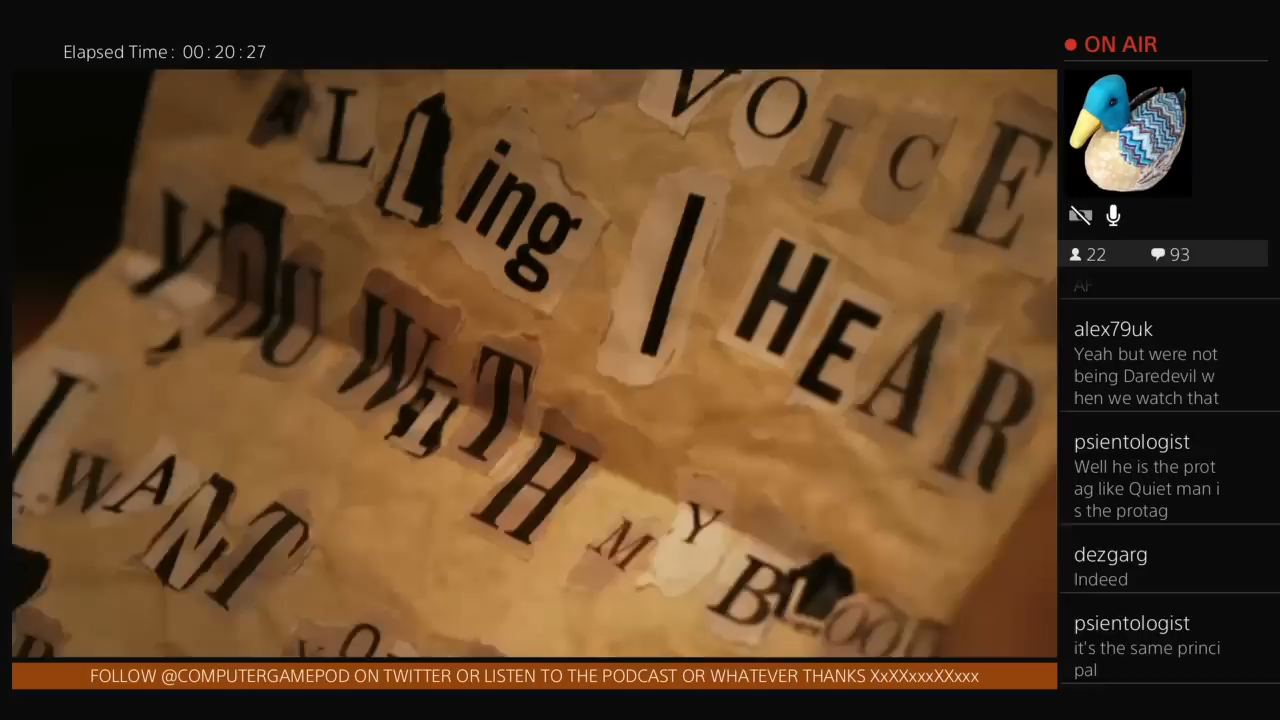 Elapsed Time: 00:20:27
ON AIR
VOICE
ALLing I HEAR
YOU WITH MY BLOOD
I WANT
22
93
alex79uk
Yeah but were not
being Daredevil w
hen we watch that
psientologist
Well he is the prot
ag like Quiet man i
s the protag
dezgarg
Indeed
psientologist
it's the same princi
pal
FOLLOW @COMPUTERGAMEPOD ON TWITTER OR LISTEN TO THE PODCAST OR WHATEVER THANKS XxXXxxxXXxxx